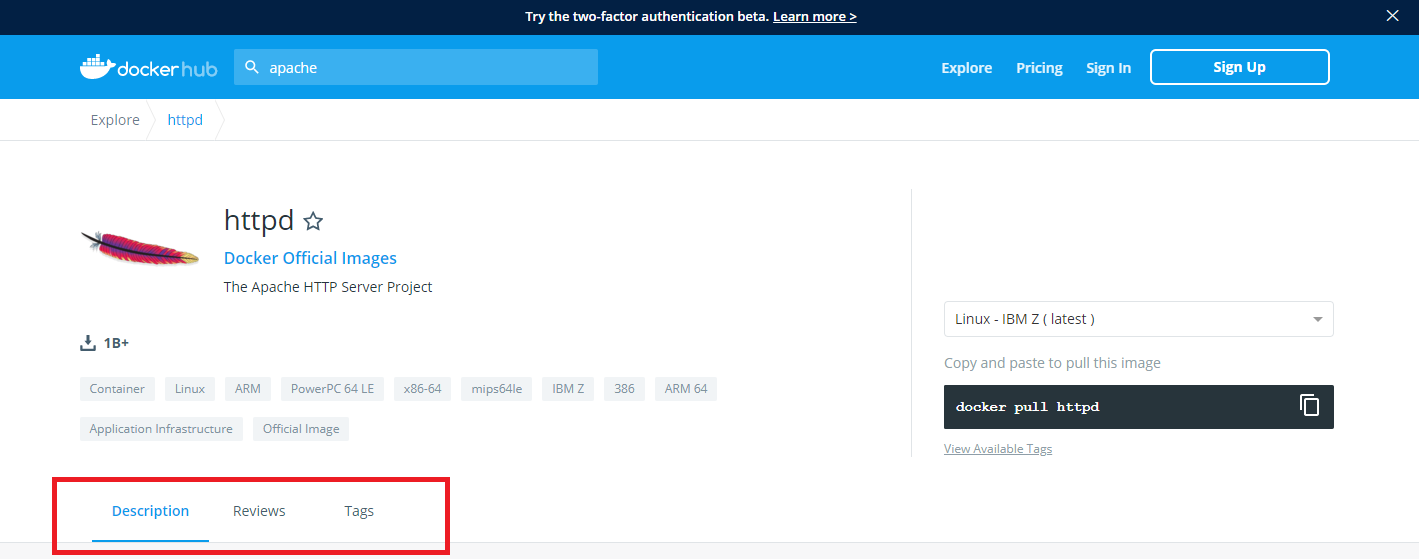 Try the two-factor authentication beta. Learn more >
dockerhub
apache
Explore
Pricing
Sign In
Sign Up
Explore
httpd
httpd
Docker Official Images
The Apache HTTP Server Project
1B+
Container
Linux
ARM
PowerPC 64 LE
x86-64
mips64le
IBM Z
386
ARM 64
Application Infrastructure
Official Image
Linux - IBM Z ( latest )
Copy and paste to pull this image
docker pull httpd
View Available Tags
Description
Reviews
Tags